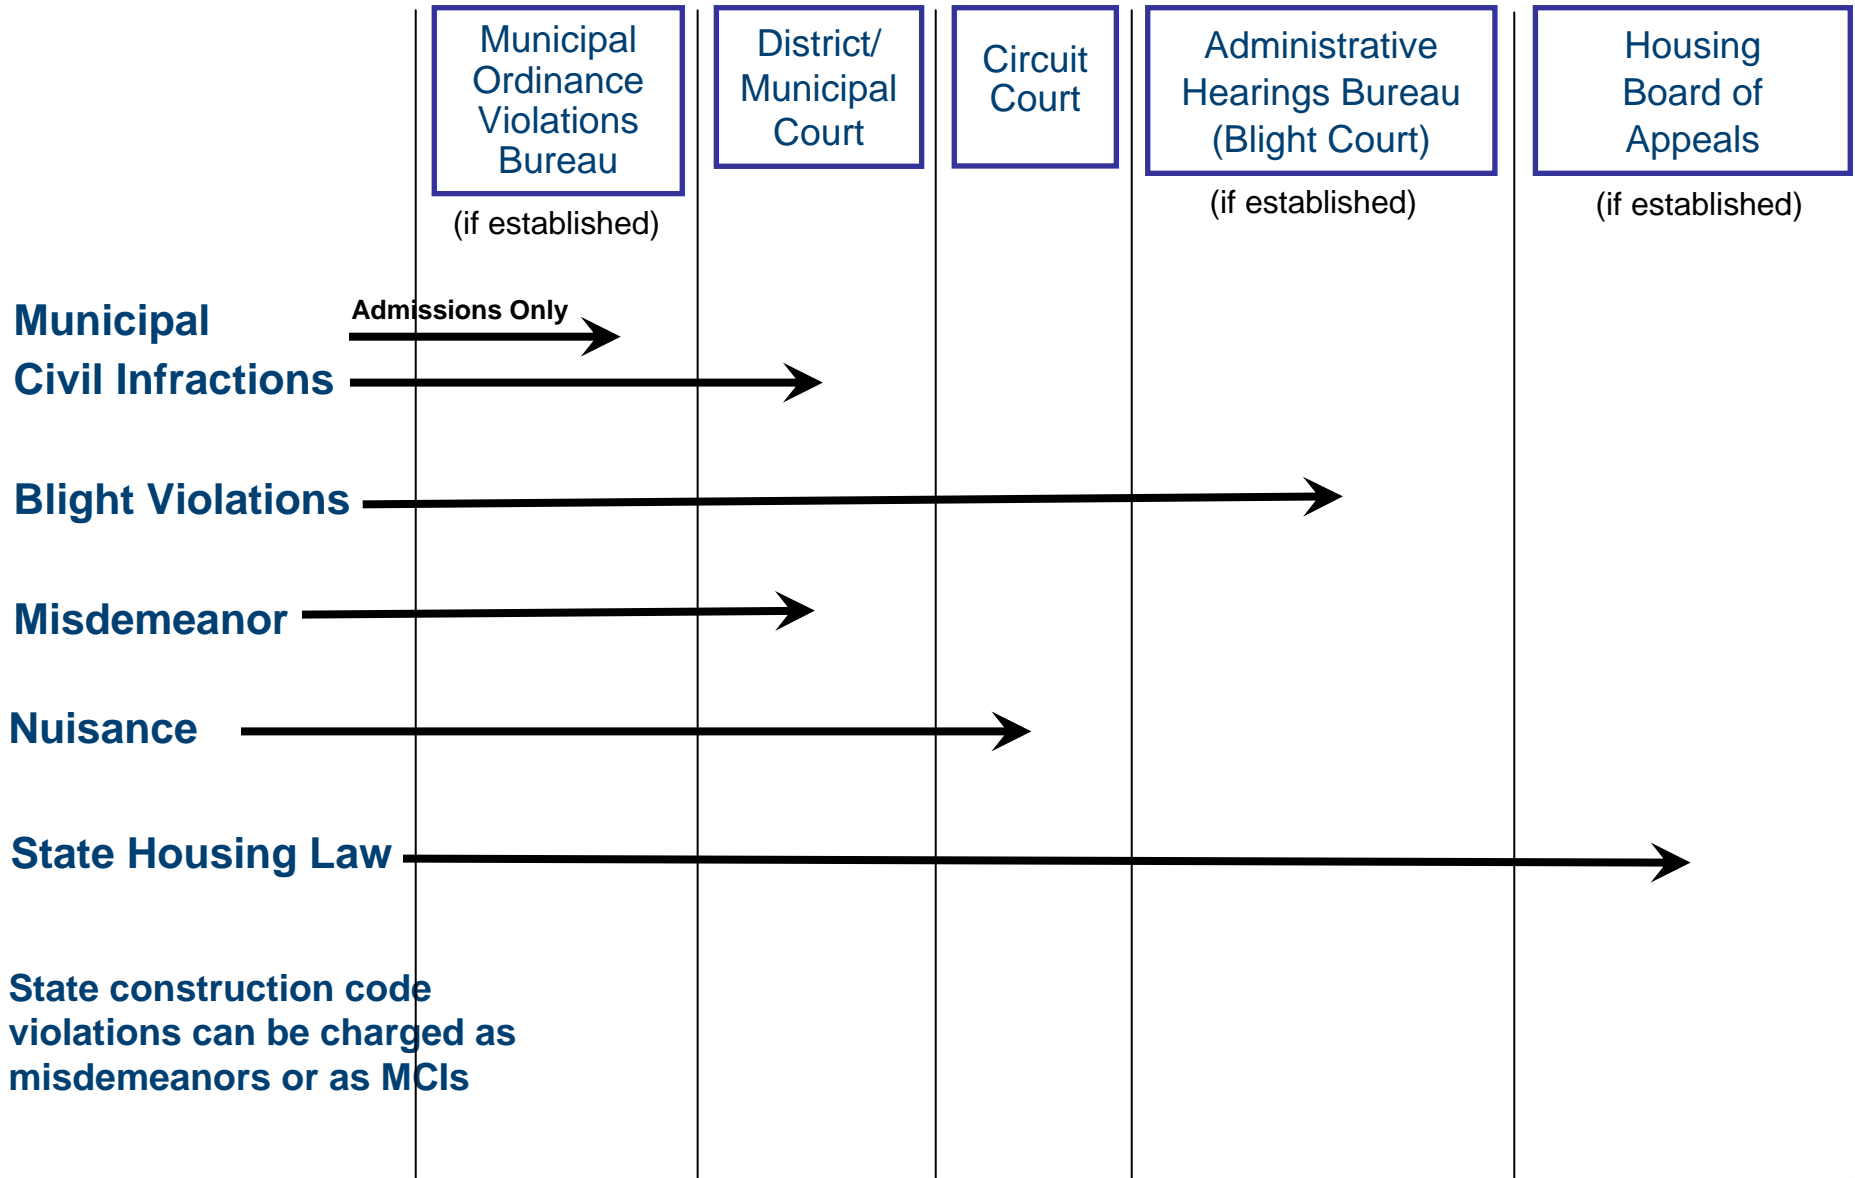 Municipal
Ordinance
Violations
Bureau
(if established)
District/
Municipal
Court
Circuit
Court
Administrative
Hearings Bureau
(Blight Court)
(if established)
Housing
Board of
Appeals
(if established)
Municipal
Civil Infractions
Admissions Only
Blight Violations
Misdemeanor
Nuisance
State Housing Law
State construction code
violations can be charged as
misdemeanors or as MCIs